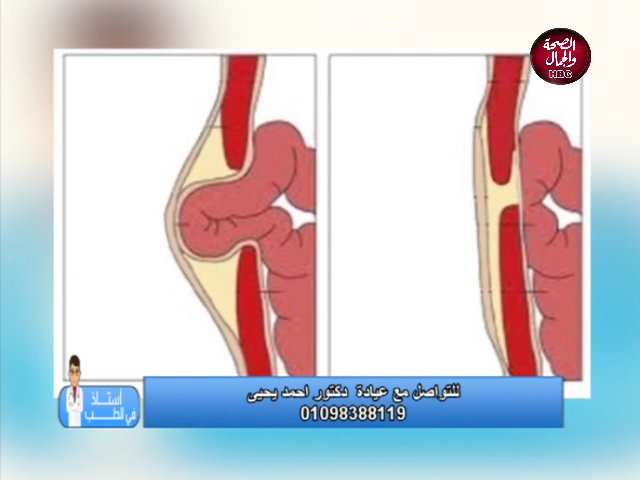 الصحة
والجمال
HBC
للتواصل مع عيادة دكتور احمد يحيى
01098388119
أستاذ
في الطب